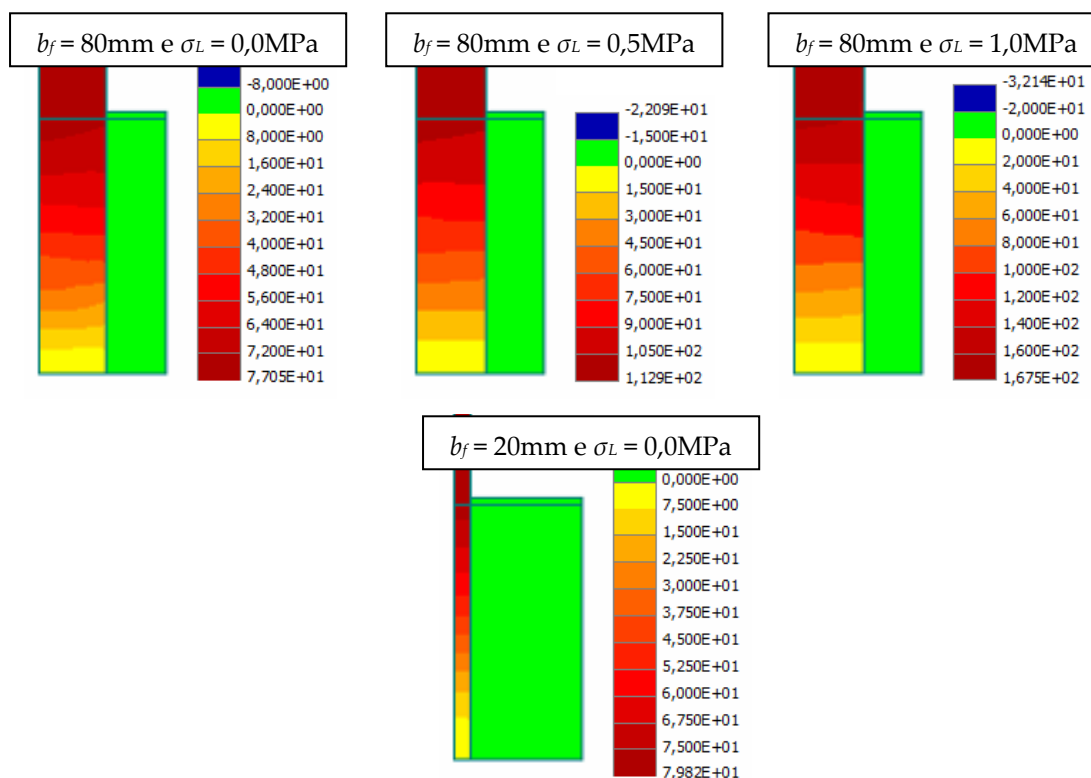 b_f = 80mm e σ_L = 0,0MPa
-8,000E+00
0,000E+00
8,000E+00
1,600E+01
2,400E+01
3,200E+01
4,000E+01
4,800E+01
5,600E+01
6,400E+01
7,200E+01
7,705E+01
b_f = 80mm e σ_L = 0,5MPa
-2,209E+01
-1,500E+01
0,000E+00
1,500E+01
3,000E+01
4,500E+01
6,000E+01
7,500E+01
9,000E+01
1,050E+02
1,129E+02
b_f = 80mm e σ_L = 1,0MPa
-3,214E+01
-2,000E+01
0,000E+00
2,000E+01
4,000E+01
6,000E+01
8,000E+01
1,000E+02
1,200E+02
1,400E+02
1,600E+02
1,675E+02
b_f = 20mm e σ_L = 0,0MPa
0,000E+00
7,500E+00
1,500E+01
2,250E+01
3,000E+01
3,750E+01
4,500E+01
5,250E+01
6,000E+01
6,750E+01
7,500E+01
7,982E+01